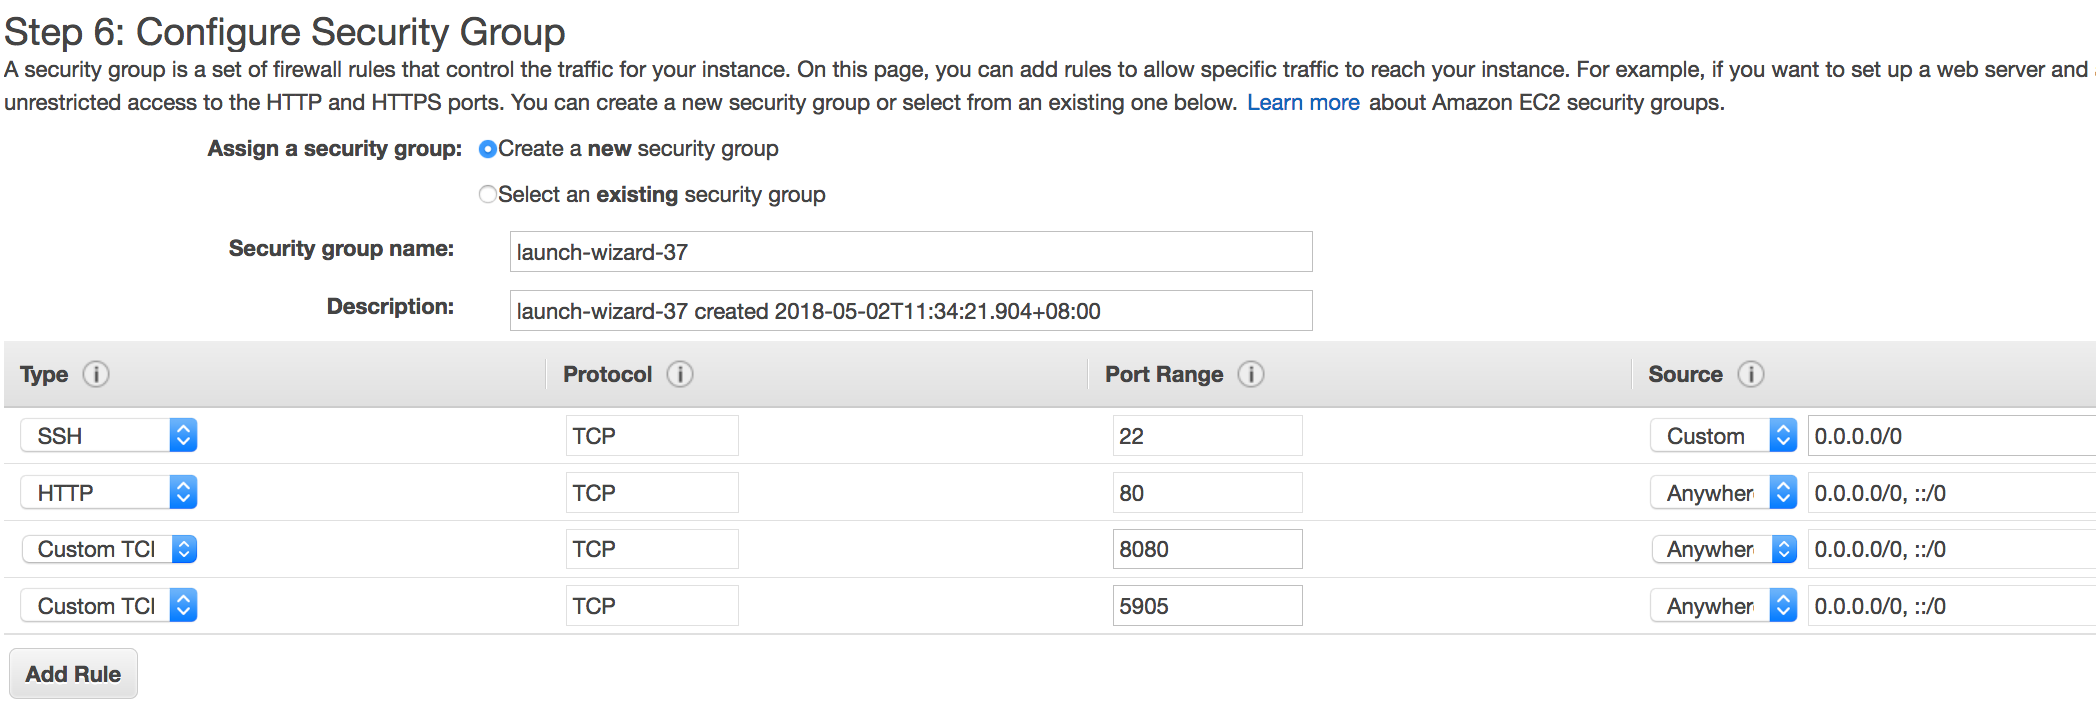 Step 6: Configure Security Group
A security group is a set of firewall rules that control the traffic for your instance. On this page, you can add rules to allow specific traffic to reach your instance. For example, if you want to set up a web server and
unrestricted access to the HTTP and HTTPS ports. You can create a new security group or select from an existing one below. Learn more about Amazon EC2 security groups.
Assign a security group: Create a new security group
Select an existing security group
Security group name: launch-wizard-37
Description: launch-wizard-37 created 2018-05-02T11:34:21.904+08:00
Type i Protocol i Port Range i Source i
SSH TCP 22 Custom 0.0.0.0/0
HTTP TCP 80 Anywher 0.0.0.0/0, ::/0
Custom TCI TCP 8080 Anywher 0.0.0.0/0, ::/0
Custom TCI TCP 5905 Anywher 0.0.0.0/0, ::/0
Add Rule